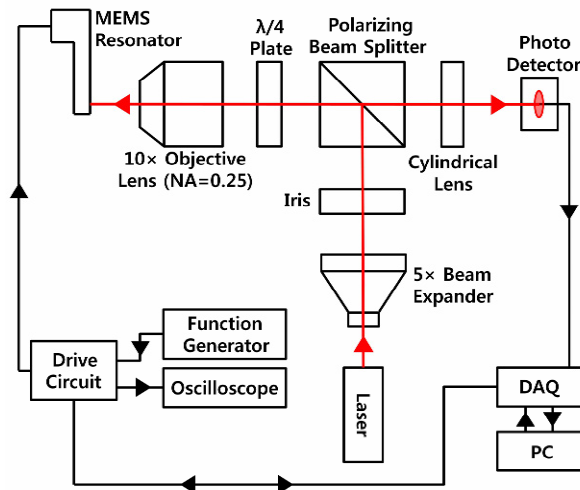 MEMS
Resonator
λ/4
Plate
Polarizing
Beam Splitter
Photo
Detector
10× Objective
Lens (NA=0.25)
Cylindrical
Lens
Iris
5× Beam
Expander
Function
Generator
Drive
Circuit
Oscilloscope
Laser
DAQ
PC